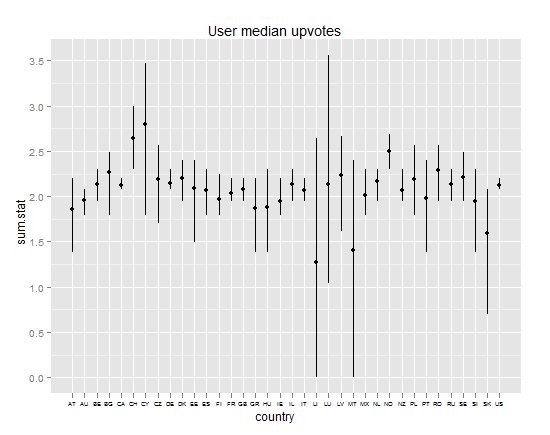 User median upvotes
sum.stat
3.5
3.0
2.5
2.0
1.5
1.0
0.5
0.0
AT AU BE BG CA CH CY CZ DE DK EE ES FI FR GB GR HU IE IL IT LI LU LV MT MX NL NO NZ PL PT RO RU SE SI SK US
country